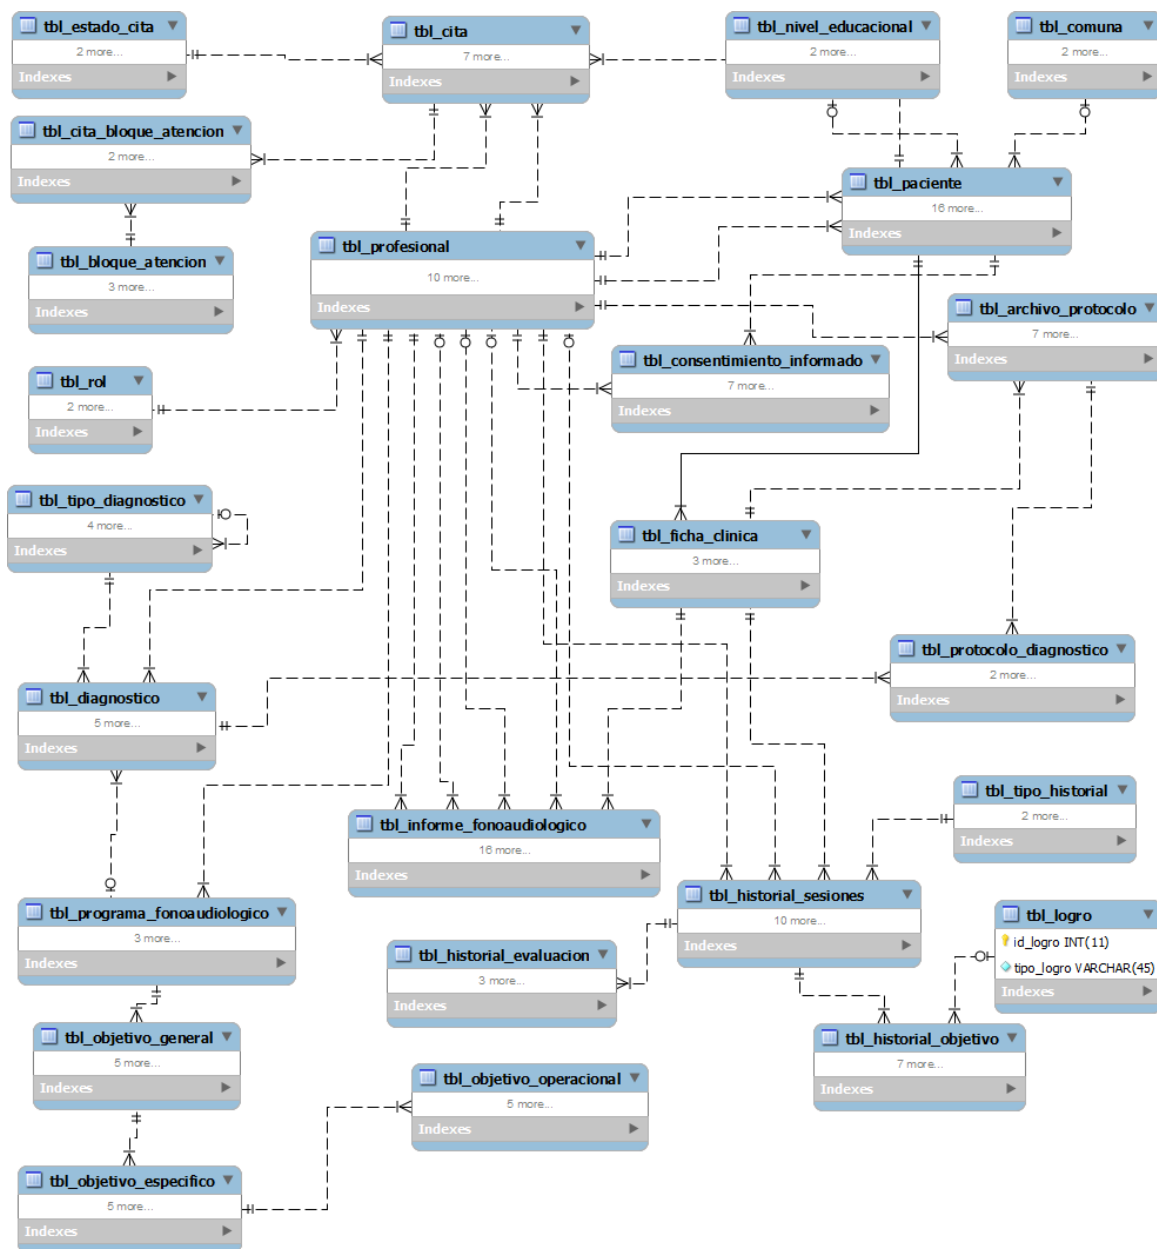 tbl_estado_cita
2 more...
Indexes
tbl_cita
7 more...
Indexes
tbl_nivel_educacional
2 more...
Indexes
tbl_comuna
2 more...
Indexes
tbl_cita_bloque_atencion
2 more...
Indexes
tbl_paciente
16 more...
Indexes
tbl_profesional
10 more...
Indexes
tbl_bloque_atencion
3 more...
Indexes
tbl_archivo_protocolo
7 more...
Indexes
tbl_consentimiento_informado
7 more...
Indexes
tbl_rol
2 more...
Indexes
tbl_tipo_diagnostico
4 more...
Indexes
tbl_ficha_clinica
3 more...
Indexes
tbl_protocolo_diagnostico
2 more...
Indexes
tbl_diagnostico
5 more...
Indexes
tbl_tipo_historial
2 more...
Indexes
tbl_informe_fonoaudiologico
16 more...
Indexes
tbl_historial_sesiones
10 more...
Indexes
tbl_programa_fonoaudiologico
3 more...
Indexes
tbl_logro
id_logro INT(11)
tipo_logro VARCHAR(45)
Indexes
tbl_historial_evaluacion
3 more...
Indexes
tbl_objetivo_general
5 more...
Indexes
tbl_historial_objetivo
7 more...
Indexes
tbl_objetivo_operacional
5 more...
Indexes
tbl_objetivo_especifico
5 more...
Indexes